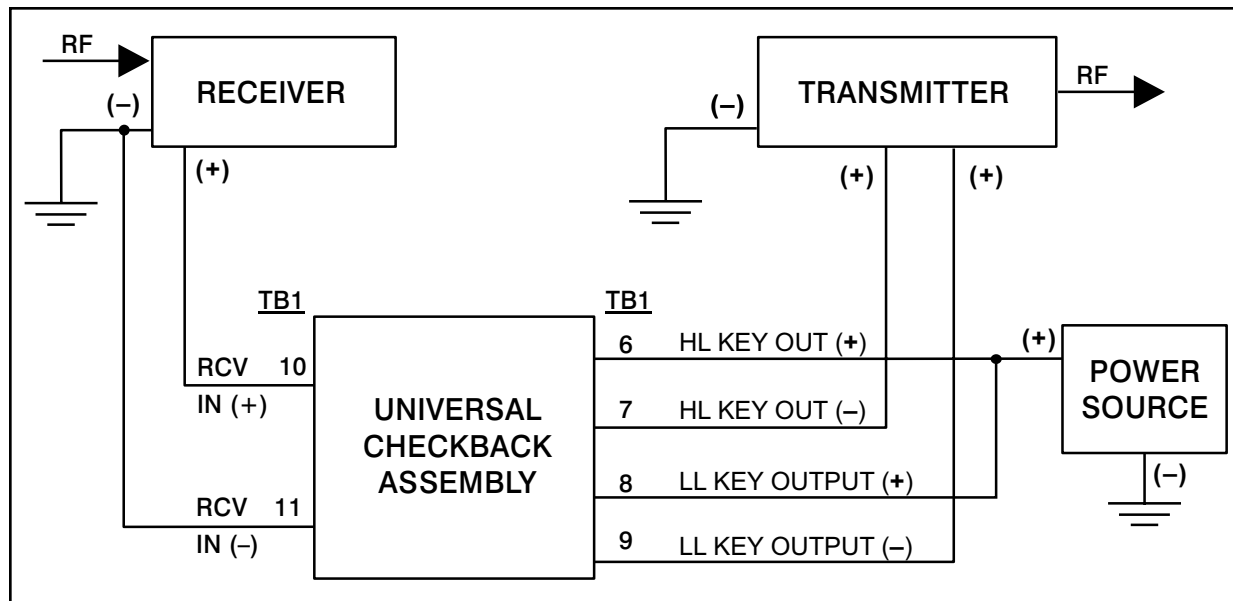 RF
RECEIVER
(–)
(+)
TRANSMITTER
RF
(–)
(+)
(+)
TB1
RCV 10
IN (+)
RCV 11
IN (–)
UNIVERSAL
CHECKBACK
ASSEMBLY
TB1
6 HL KEY OUT (+)
7 HL KEY OUT (–)
8 LL KEY OUTPUT (+)
9 LL KEY OUTPUT (–)
(+)
POWER
SOURCE
(–)